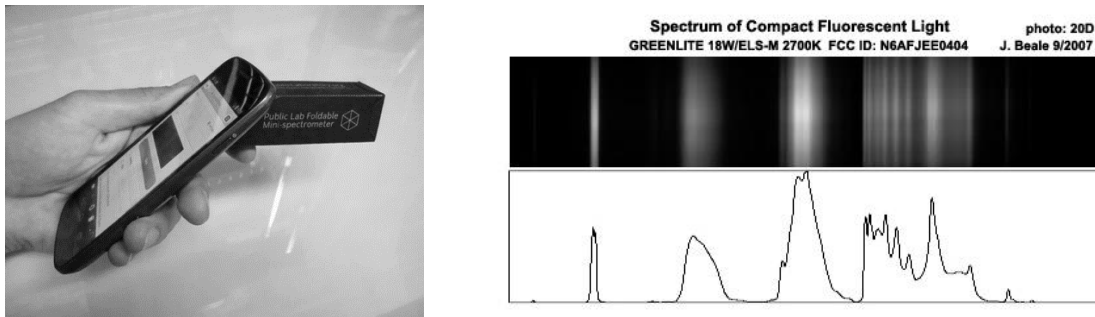 Public Lab Foldable
Mini-spectrometer
Spectrum of Compact Fluorescent Light
photo: 20D
GREENLITE 18W/ELS-M 2700K FCC ID: N6AFJEE0404
J. Beale 9/2007